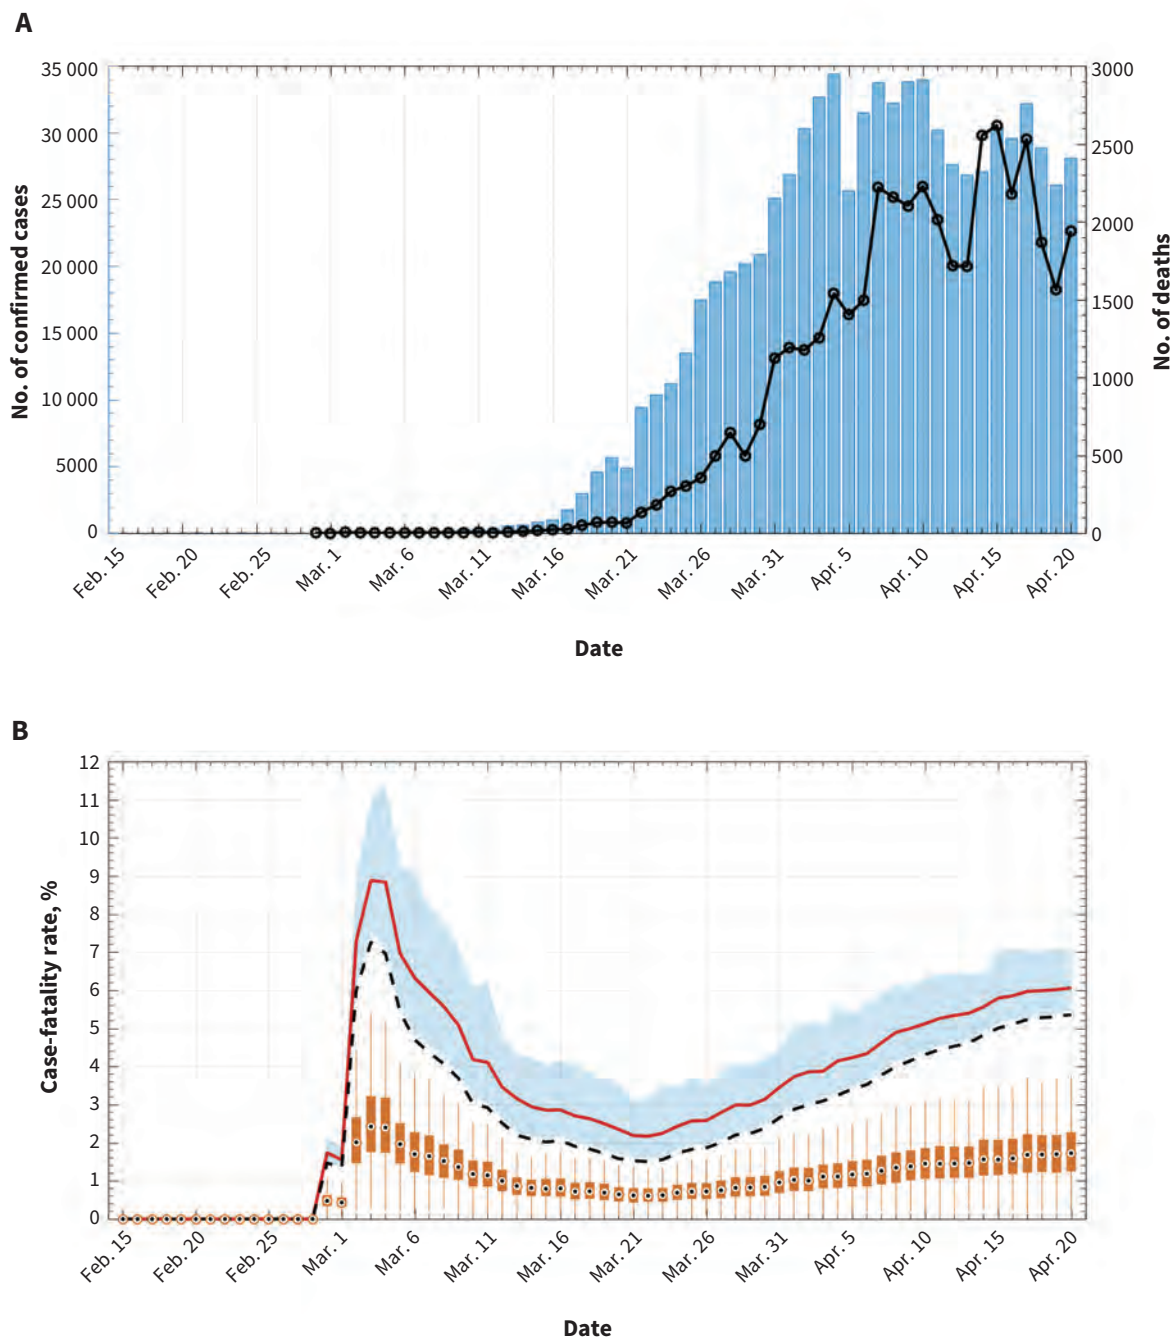 A
35 000
30 000
25 000
20 000
15 000
10 000
5000
0
3000
2500
2000
1500
1000
500
0
No. of confirmed cases
No. of deaths
Feb. 15
Feb. 20
Feb. 25
Mar. 1
Mar. 6
Mar. 11
Mar. 16
Mar. 21
Mar. 26
Mar. 31
Apr. 5
Apr. 10
Apr. 15
Apr. 20
Date
B
12
11
10
9
8
7
6
5
4
3
2
1
0
Case-fatality rate, %
Feb. 15
Feb. 20
Feb. 25
Mar. 1
Mar. 6
Mar. 11
Mar. 16
Mar. 21
Mar. 26
Mar. 31
Apr. 5
Apr. 10
Apr. 15
Apr. 20
Date